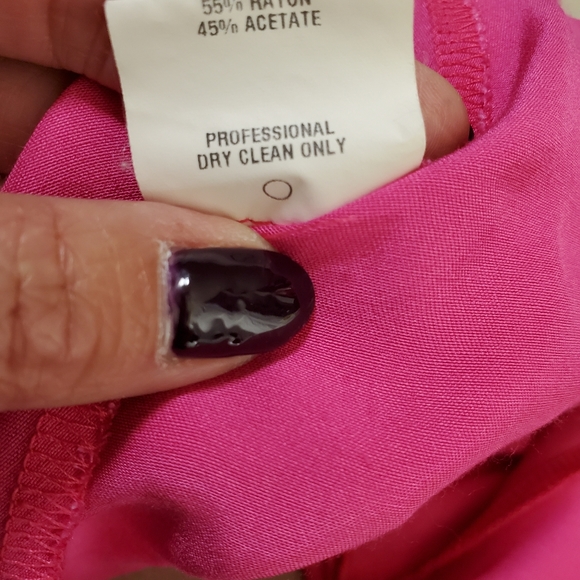 55% RAYON
45% ACETATE
PROFESSIONAL
DRY CLEAN ONLY